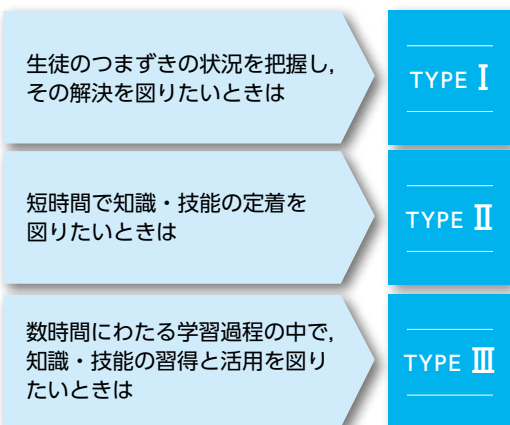 生徒のつまずきの状況を把握し,
その解決を図りたいときは
TYPE Ⅰ
短時間で知識・技能の定着を
図りたいときは
TYPE Ⅱ
数時間にわたる学習過程の中で,
知識・技能の習得と活用を図り
たいときは
TYPE Ⅲ